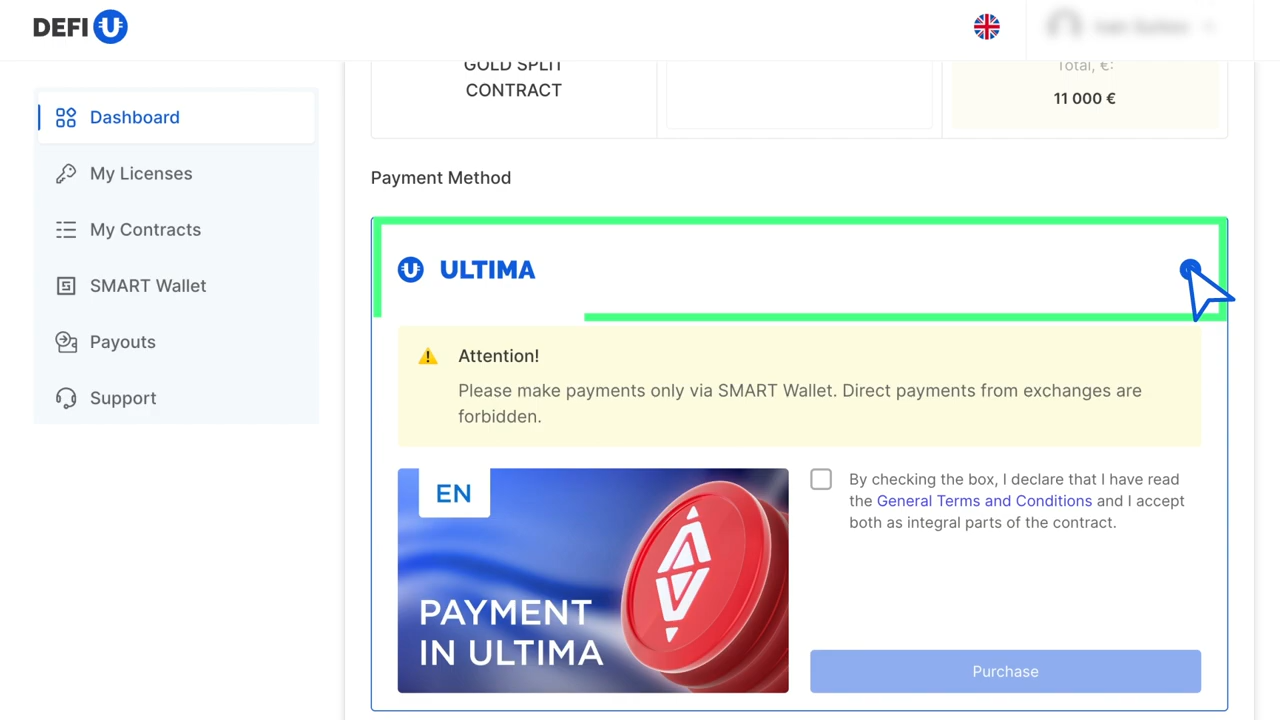 DEFI
GOLD SPLIT
CONTRACT
Total, €:
11 000 €
Dashboard
My Licenses
My Contracts
SMART Wallet
Payouts
Support
Payment Method
ULTIMA
Attention!
Please make payments only via SMART Wallet. Direct payments from exchanges are
forbidden.
EN
PAYMENT
IN ULTIMA
By checking the box, I declare that I have read
the General Terms and Conditions and I accept
both as integral parts of the contract.
Purchase